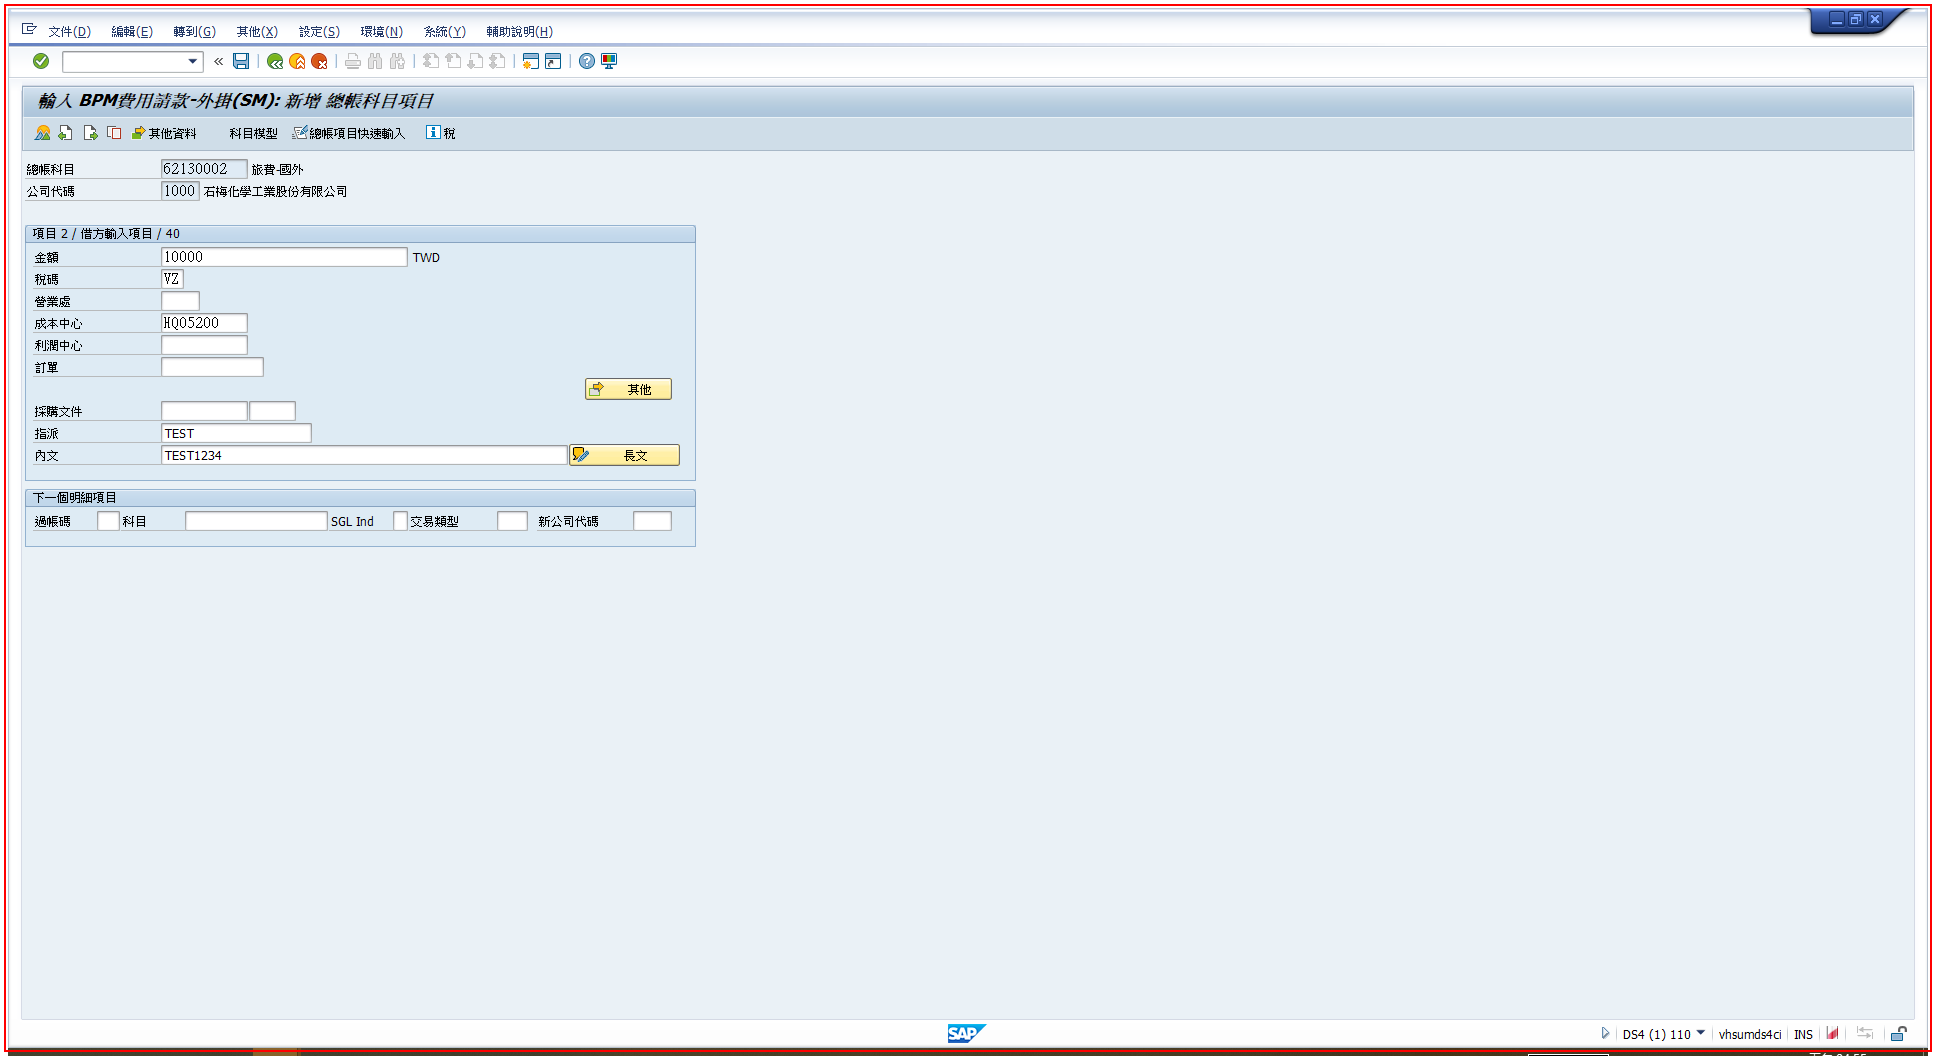 文件(D) 編輯(E) 轉到(G) 其他(X) 設定(S) 環境(N) 系統(Y) 輔助說明(H)
輸入 BPM費用請款-外掛(SM): 新增 總帳科目項目
其他資料 科目模型 總帳項目快速輸入 稅
總帳科目 62130002 旅費-國外
公司代碼 1000 石梅化學工業股份有限公司
項目 2 / 借方輸入項目 / 40
金額 10000 TWD
稅碼 VZ
營業處
成本中心 HQ05200
利潤中心
訂單
其他
採購文件
指派 TEST
內文 TEST1234 長文
下一個明細項目
過帳碼 科目 SGL Ind 交易類型 新公司代碼
SAP DS4 (1) 110 vhsumds4ci INS